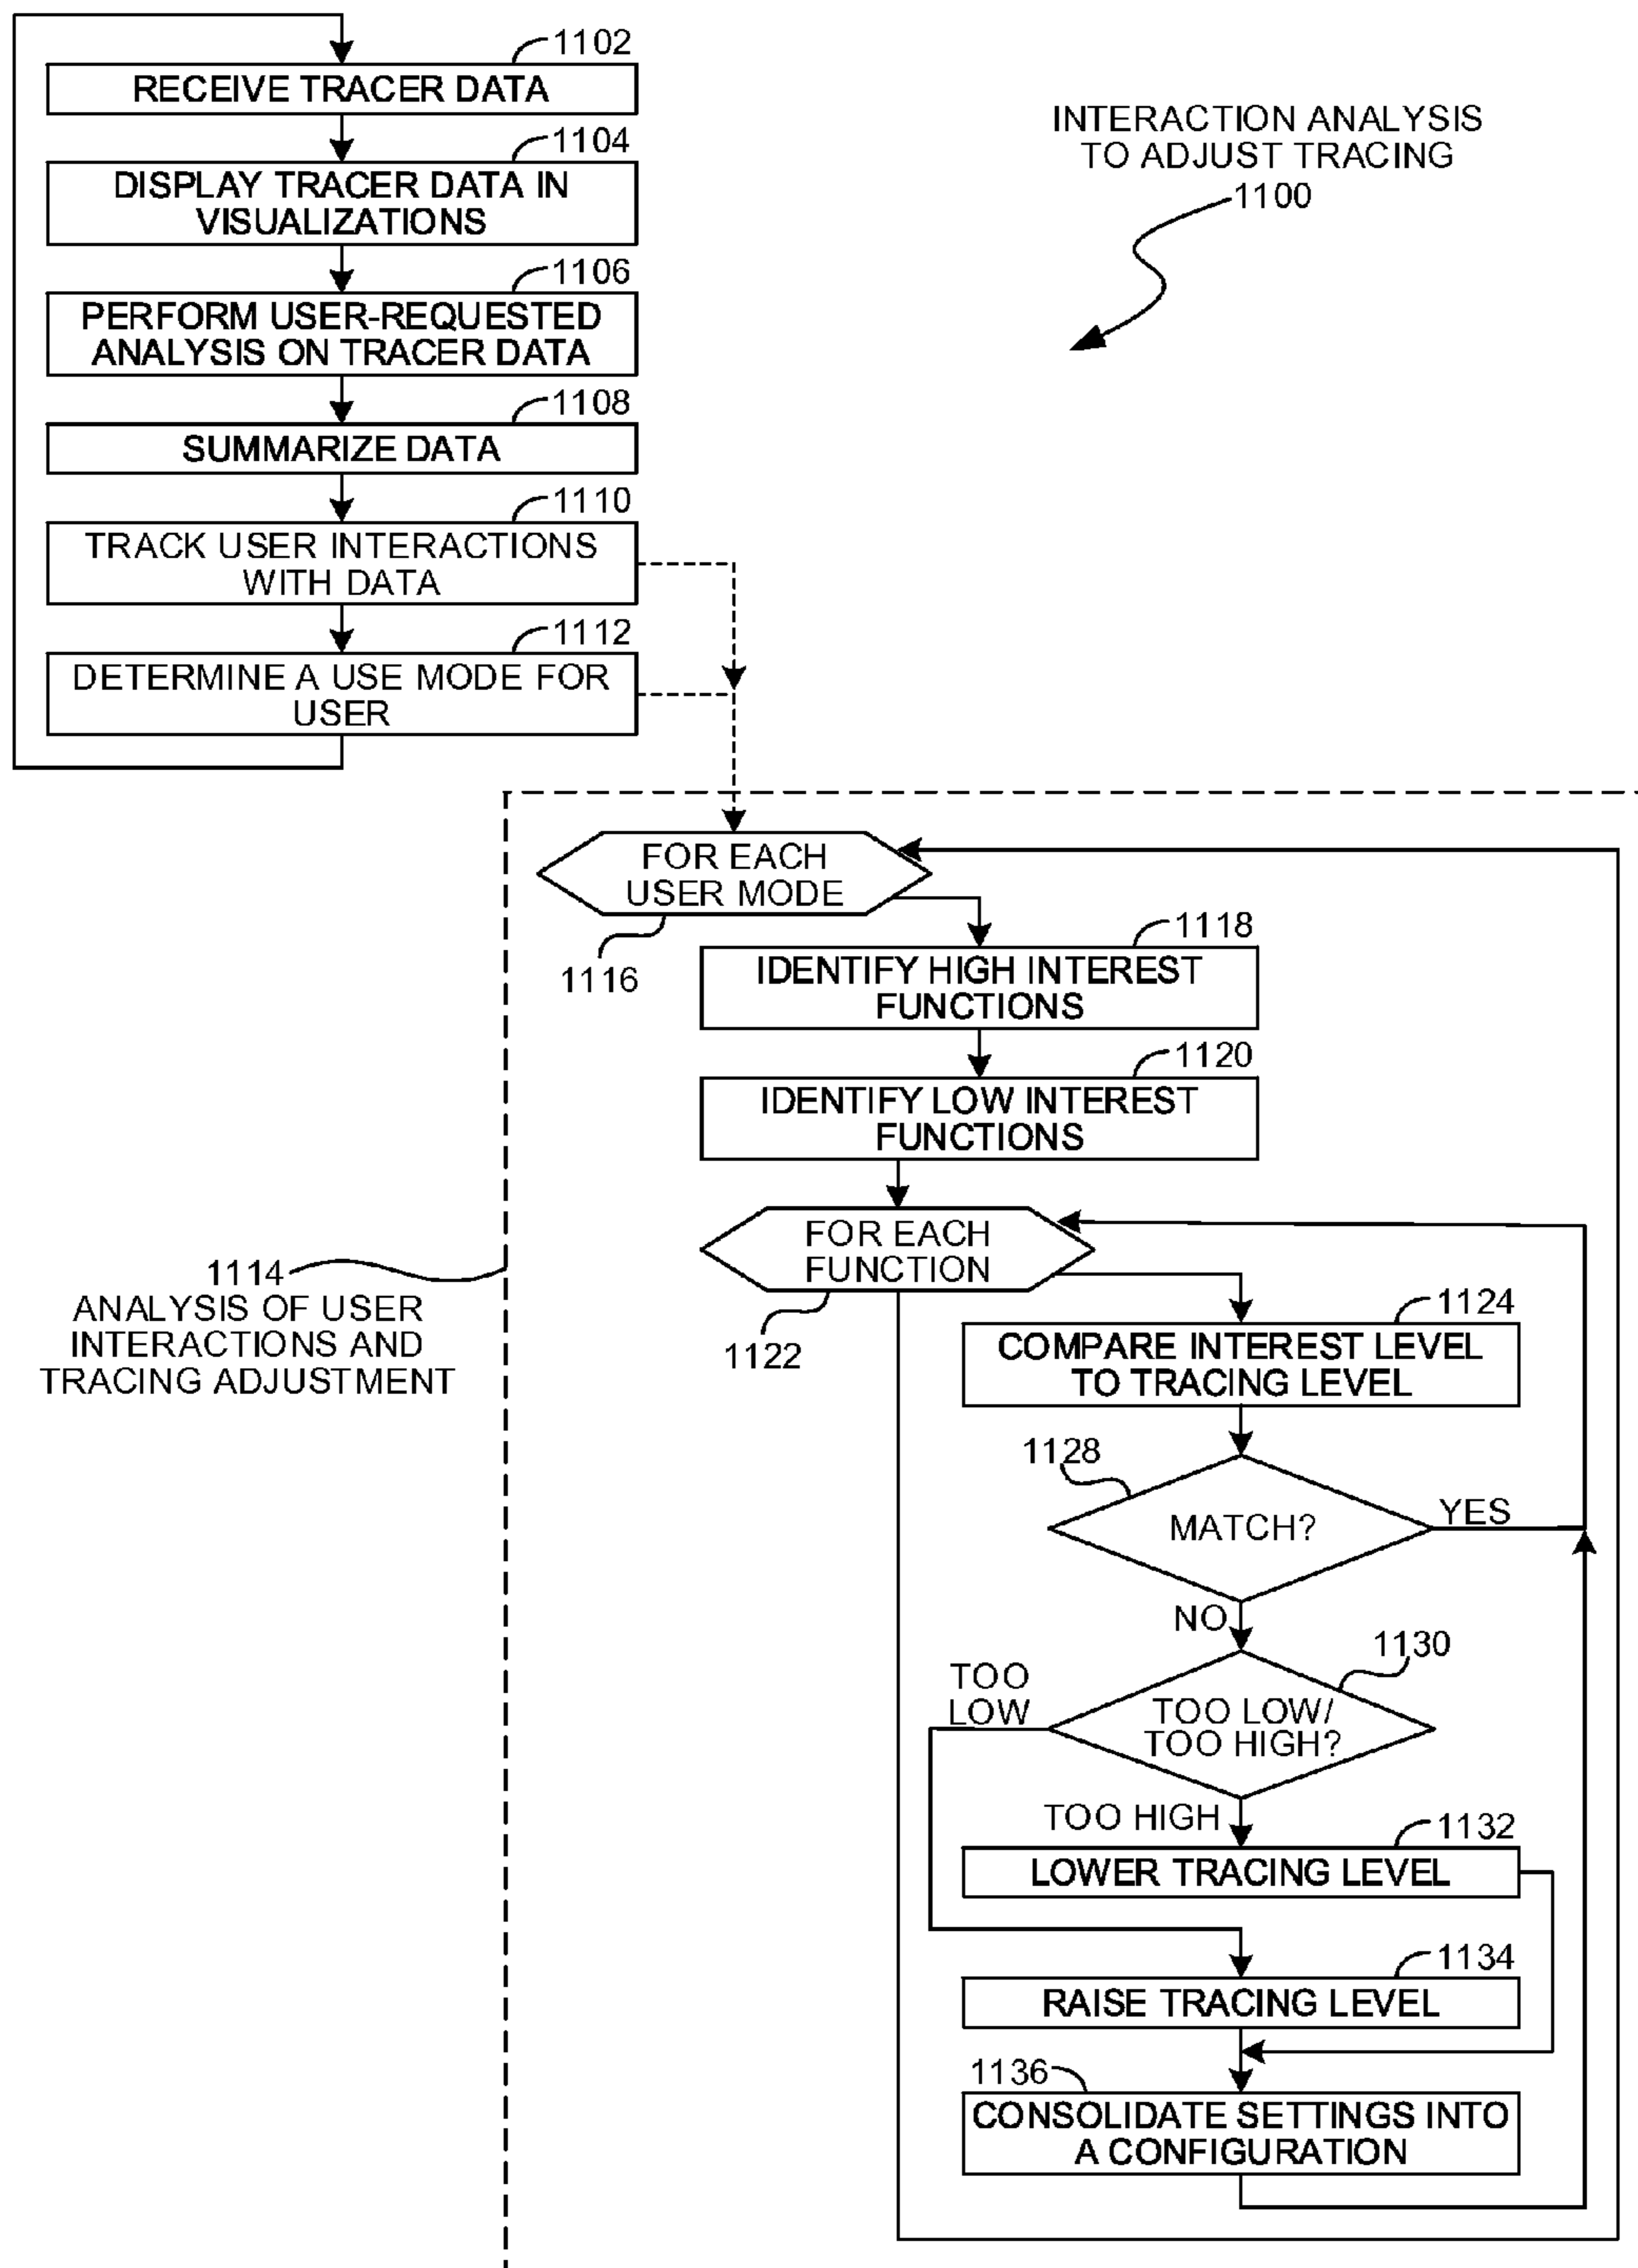 1102
RECEIVE TRACER DATA
1104
DISPLAY TRACER DATA IN
VISUALIZATIONS
1106
PERFORM USER-REQUESTED
ANALYSIS ON TRACER DATA
1108
SUMMARIZE DATA
1110
TRACK USER INTERACTIONS
WITH DATA
1112
DETERMINE A USE MODE FOR
USER
INTERACTION ANALYSIS
TO ADJUST TRACING
1100
FOR EACH
USER MODE
1116
1118
IDENTIFY HIGH INTEREST
FUNCTIONS
1120
IDENTIFY LOW INTEREST
FUNCTIONS
FOR EACH
FUNCTION
1122
1114
ANALYSIS OF USER
INTERACTIONS AND
TRACING ADJUSTMENT
1124
COMPARE INTEREST LEVEL
TO TRACING LEVEL
1128
MATCH?
YES
NO
1130
TOO
LOW
TOO LOW/
TOO HIGH?
TOO HIGH
1132
LOWER TRACING LEVEL
1134
RAISE TRACING LEVEL
1136
CONSOLIDATE SETTINGS INTO
A CONFIGURATION